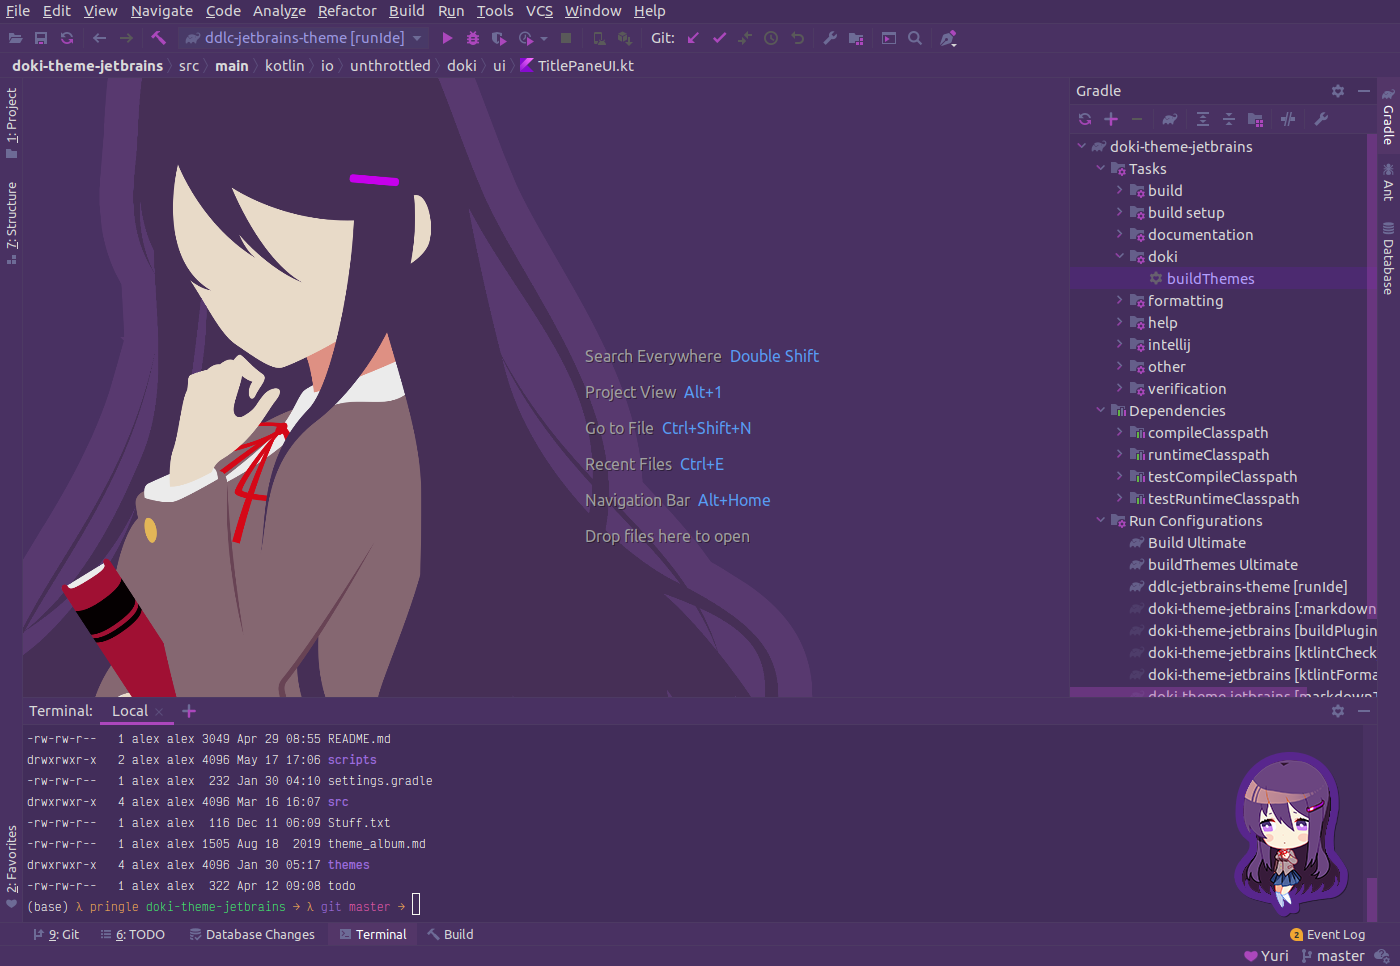 File Edit View Navigate Code Analyze Refactor Build Run Tools VCS Window Help
ddlc-jetbrains-theme [runIde] Git:
doki-theme-jetbrains src main kotlin io unthrottled doki ui TitlePaneUI.kt
1: Project
7: Structure
2: Favorites
Search Everywhere Double Shift
Project View Alt+1
Go to File Ctrl+Shift+N
Recent Files Ctrl+E
Navigation Bar Alt+Home
Drop files here to open
Gradle
doki-theme-jetbrains
Tasks
build
build setup
documentation
doki
buildThemes
formatting
help
intellij
other
verification
Dependencies
compileClasspath
runtimeClasspath
testCompileClasspath
testRuntimeClasspath
Run Configurations
Build Ultimate
buildThemes Ultimate
ddlc-jetbrains-theme [runIde]
doki-theme-jetbrains [:markdown
doki-theme-jetbrains [buildPlugin
doki-theme-jetbrains [ktlintCheck
doki-theme-jetbrains [ktlintForma
doki-theme-jetbrains [markdownT
Gradle
Ant
Database
Terminal: Local
-rw-rw-r-- 1 alex alex 3049 Apr 29 08:55 README.md
drwxrwxr-x 2 alex alex 4096 May 17 17:06 scripts
-rw-rw-r-- 1 alex alex 232 Jan 30 04:10 settings.gradle
drwxrwxr-x 4 alex alex 4096 Mar 16 16:07 src
-rw-rw-r-- 1 alex alex 116 Dec 11 06:09 Stuff.txt
-rw-rw-r-- 1 alex alex 1505 Aug 18 2019 theme_album.md
drwxrwxr-x 4 alex alex 4096 Jan 30 05:17 themes
-rw-rw-r-- 1 alex alex 322 Apr 12 09:08 todo
(base) λ pringle doki-theme-jetbrains → λ git master →
9: Git 6: TODO Database Changes Terminal Build 2 Event Log
Yuri master